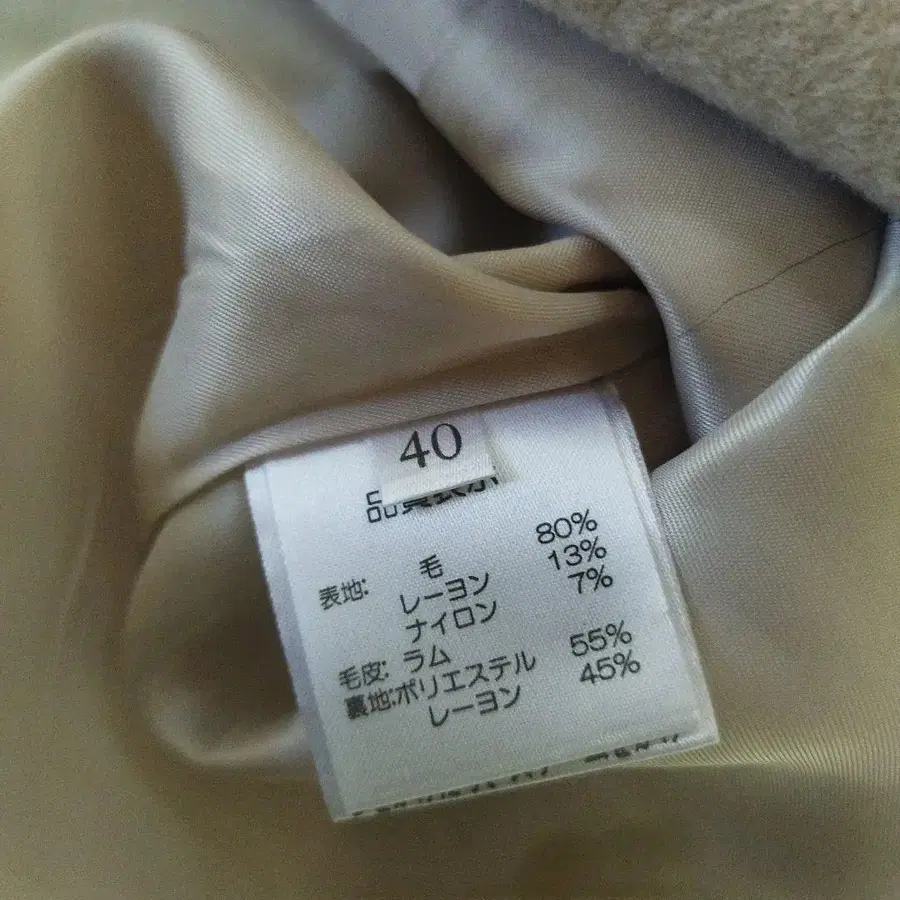 40
品質表示
表地: 毛 80%
レーヨン 13%
ナイロン 7%
毛皮: ラム
裏地:ポリエステル 55%
レーヨン 45%